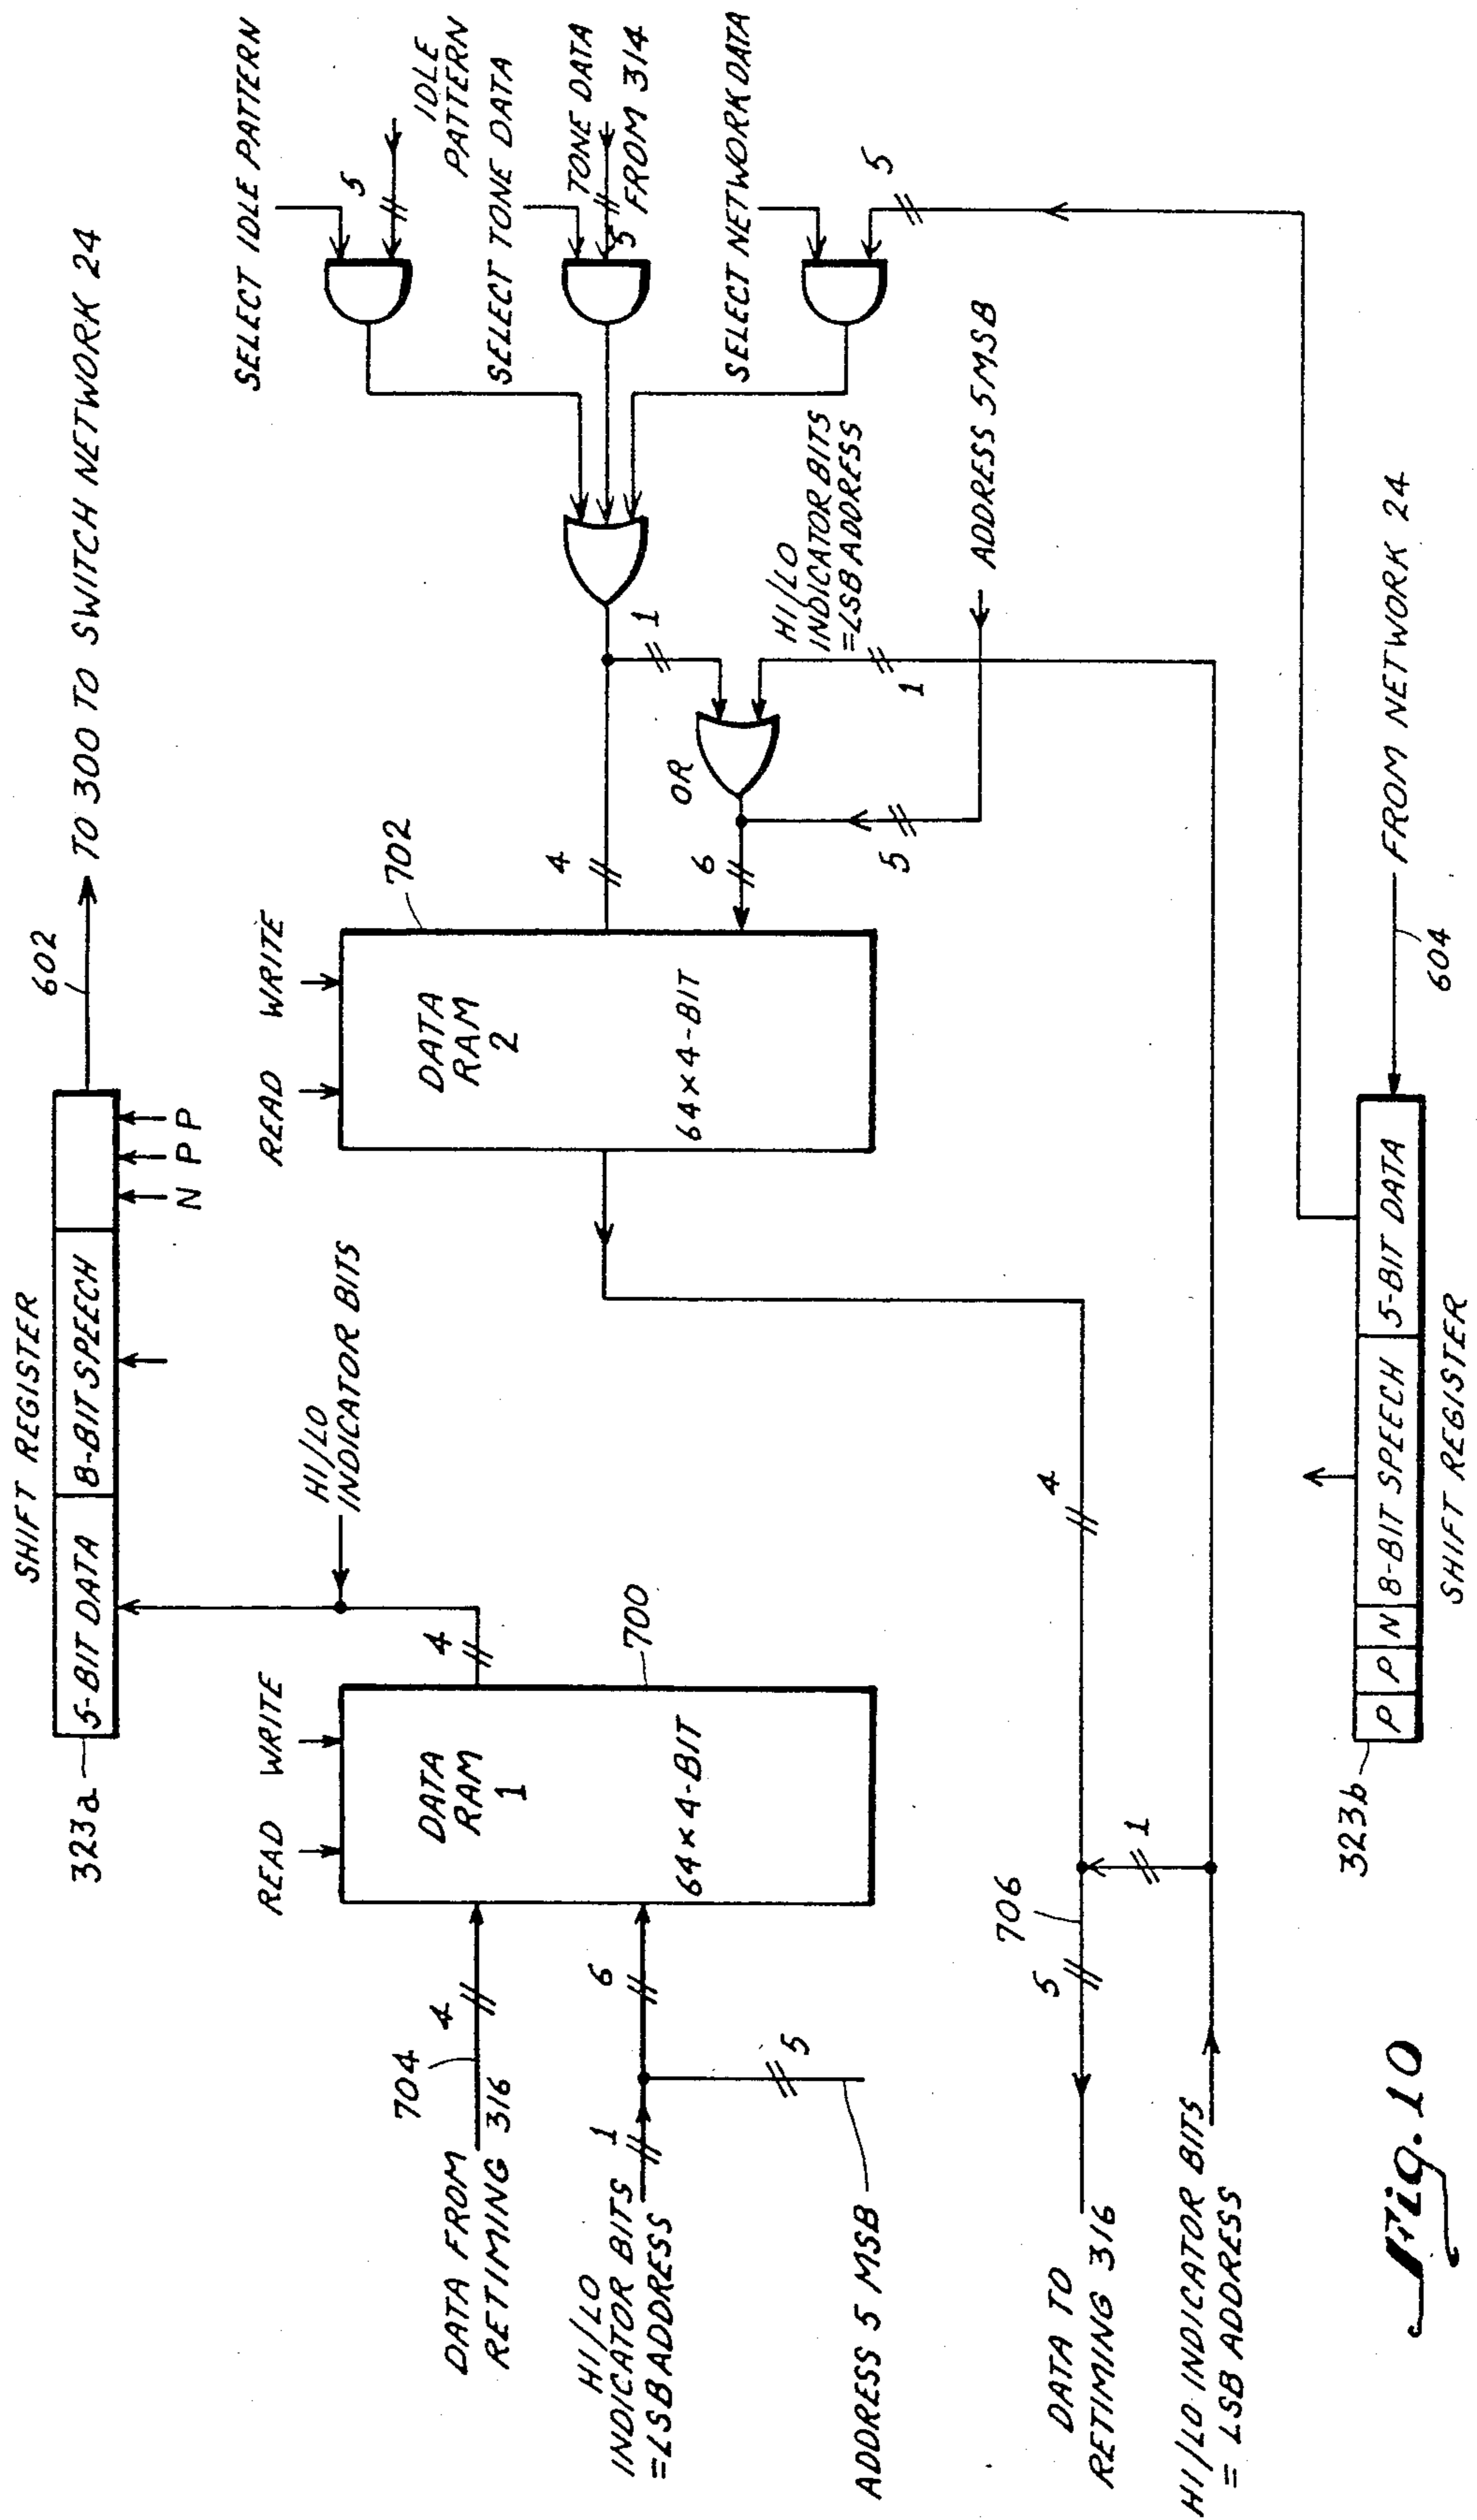 SHIFT REGISTER
323a
5-BIT DATA
8-BIT SPEECH
N P P
602
TO 300 TO SWITCH NETWORK 24
READ WRITE
HI/LO
INDICATOR BITS
READ WRITE
SELECT IDLE PATTERN
5
IDLE
PATTERN
704
4
DATA FROM
RETIMING 316
DATA
RAM
1
64×4-BIT
4
700
DATA
RAM
2
64×4-BIT
702
4
1
SELECT TONE DATA
TONE DATA
5
FROM 314
HI/LO
INDICATOR BITS
=LSB ADDRESS
1
6
5
ADDRESS 5 MSB
6
OR
5
HI/LO
INDICATOR BITS
=LSB ADDRESS
1
ADDRESS 5 MSB
SELECT NETWORK DATA
5
DATA TO
RETIMING 316
5
706
1
4
HI/LO INDICATOR BITS
= LSB ADDRESS
323b
P
P
N
8-BIT SPEECH
5-BIT DATA
SHIFT REGISTER
604
FROM NETWORK 24
Fig. 10